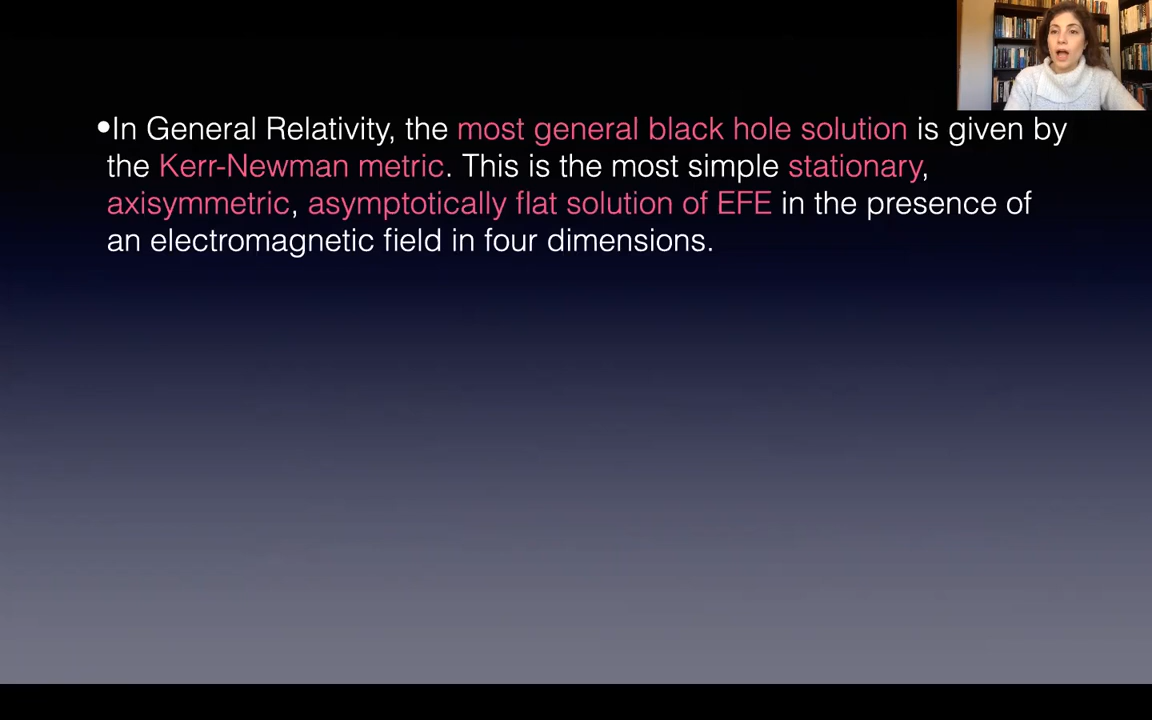 •In General Relativity, the most general black hole solution is given by
the Kerr-Newman metric. This is the most simple stationary,
axisymmetric, asymptotically flat solution of EFE in the presence of
an electromagnetic field in four dimensions.